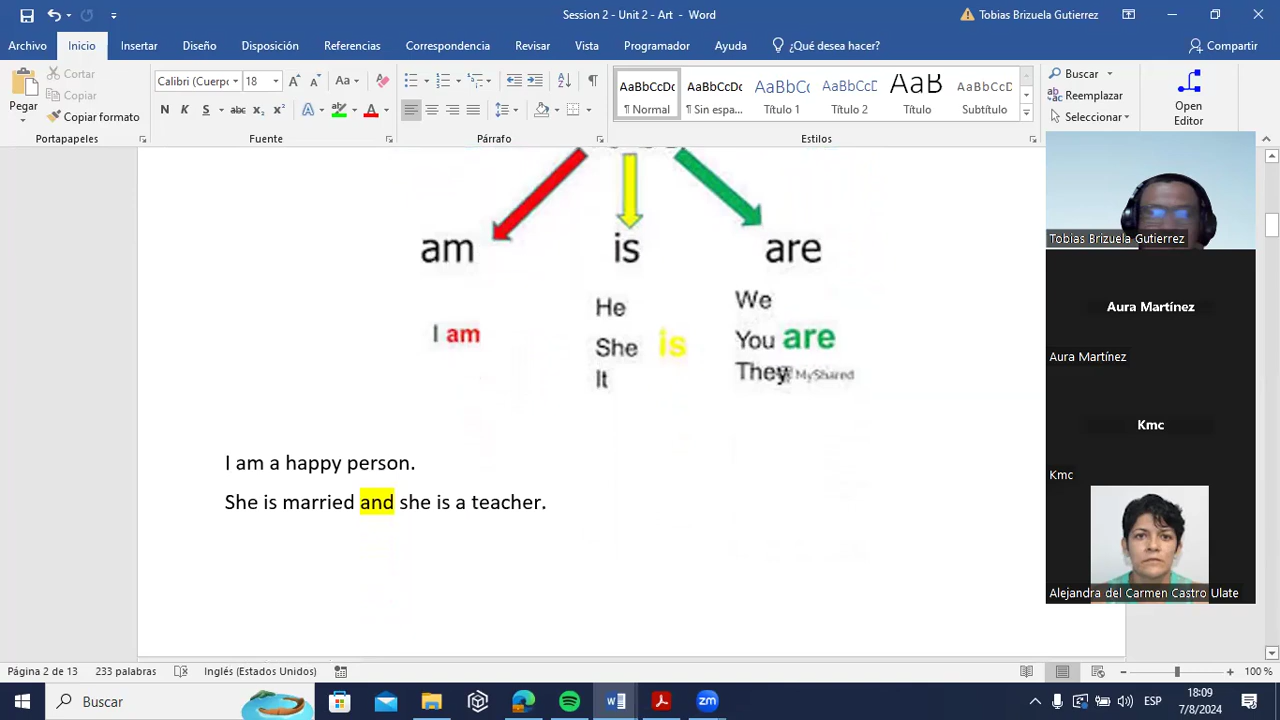 Session 2 - Unit 2 - Art - Word
Tobias Brizuela Gutierrez
Archivo
Inicio
Insertar
Diseño
Disposición
Referencias
Correspondencia
Revisar
Vista
Programador
Ayuda
¿Qué desea hacer?
Compartir
Pegar
Cortar
Copiar
Copiar formato
Calibri (Cuerpo
18
Aa
N
K
S
abc
AaBbCcDc
¶ Normal
AaBbCcDc
¶ Sin espa...
AaBbCc
Título 1
AaBbCcD
Título 2
AaB
Título
AaBbCcD
Subtítulo
Buscar
Reemplazar
Seleccionar
Open
Editor
Portapapeles
Fuente
Párrafo
Estilos
am
is
are
I am
He
She is
It
We
You are
They
MyShared
I am a happy person.
She is married and she is a teacher.
Tobias Brizuela Gutierrez
Aura Martínez
Aura Martínez
Kmc
Kmc
Alejandra del Carmen Castro Ulate
Página 2 de 13
233 palabras
Inglés (Estados Unidos)
100 %
Buscar
ESP
18:09
7/8/2024